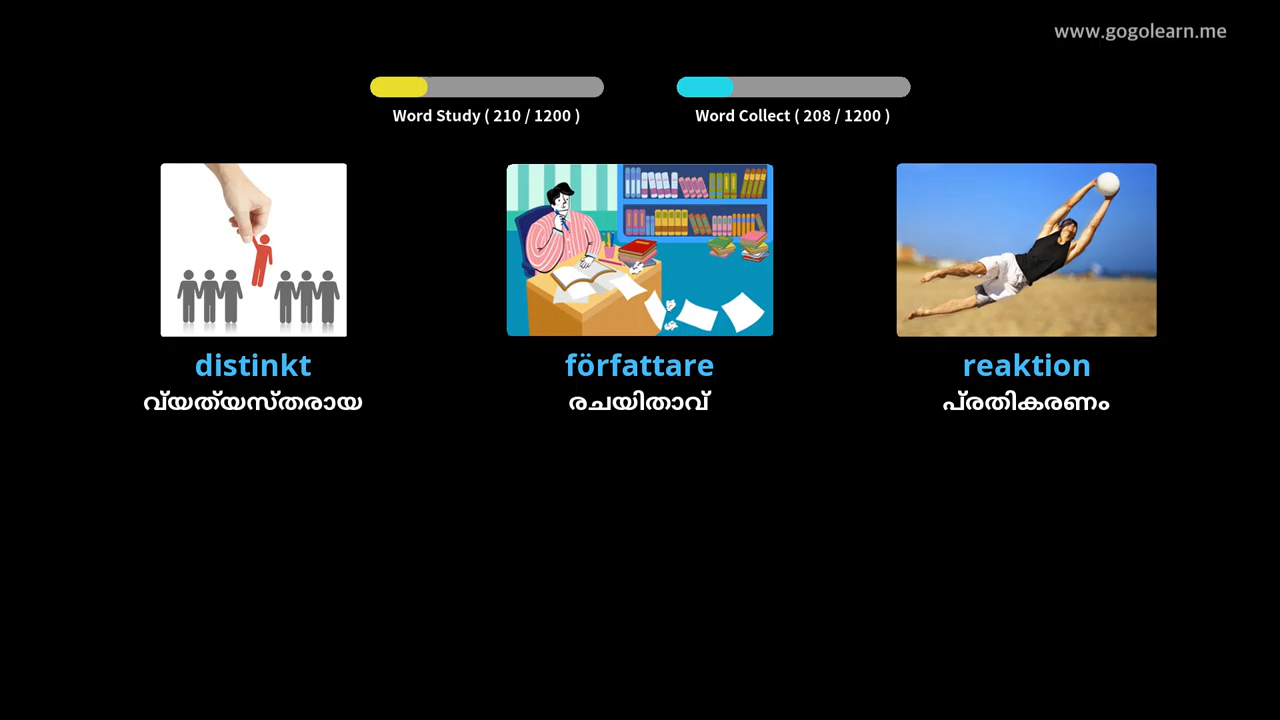 www.gogolearn.me
Word Study ( 210 / 1200 )
Word Collect ( 208 / 1200 )
distinkt
författare
reaktion
വ്യത്യസ്തരായ
രചയിതാവ്
പ്രതികരണം